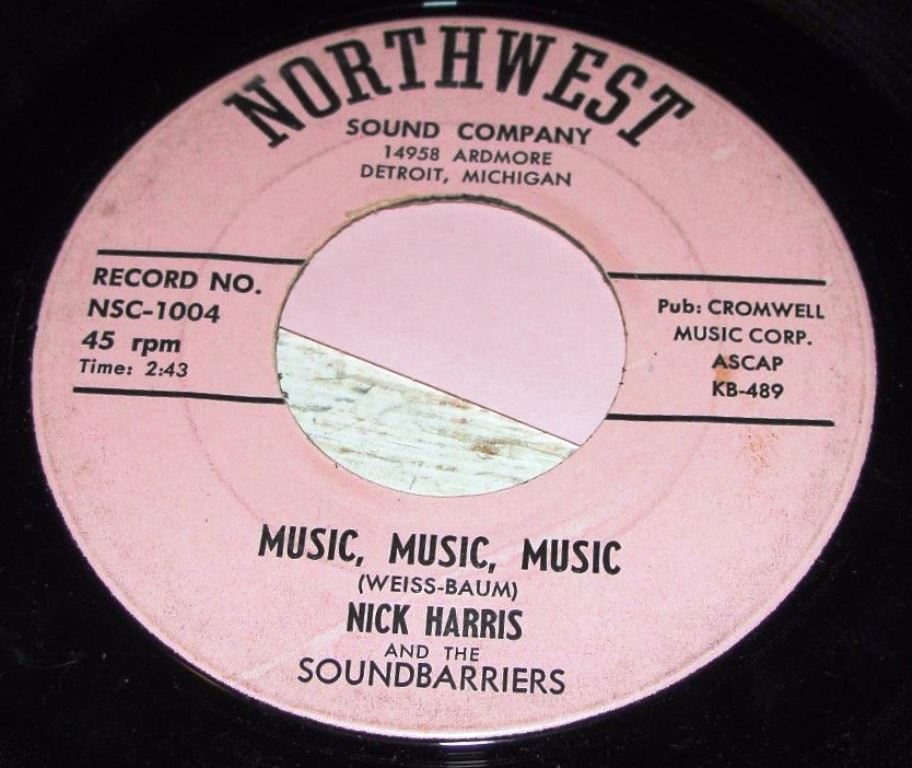 NORTHWEST
SOUND COMPANY
14958 ARDMORE
DETROIT, MICHIGAN
RECORD NO.
NSC-1004
45 rpm
Time: 2:43
Pub: CROMWELL
MUSIC CORP.
ASCAP
KB-489
MUSIC, MUSIC, MUSIC
(WEISS-BAUM)
NICK HARRIS
AND THE
SOUNDBARRIERS